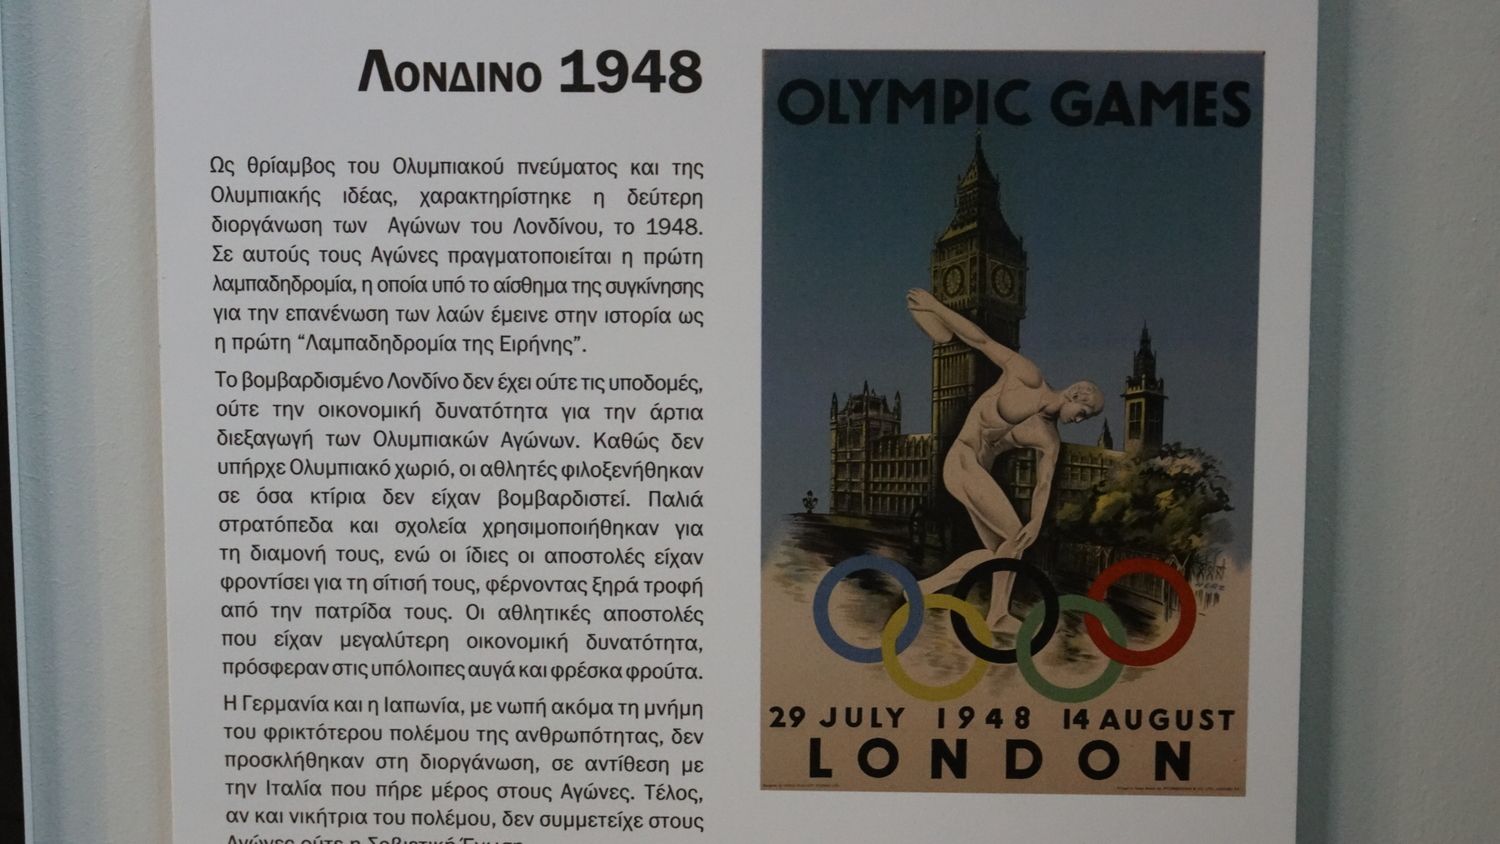 Λονδινο 1948
Ως θρίαμβος του Ολυμπιακού πνεύματος και της
Ολυμπιακής ιδέας, χαρακτηρίστηκε η δεύτερη
διοργάνωση των Αγώνων του Λονδίνου, το 1948.
Σε αυτούς τους Αγώνες πραγματοποιείται η πρώτη
λαμπαδηδρομία, η οποία υπό το αίσθημα της συγκίνησης
για την επανένωση των λαών έμεινε στην ιστορία ως
η πρώτη “Λαμπαδηδρομία της Ειρήνης”.
Το βομβαρδισμένο Λονδίνο δεν έχει ούτε τις υποδομές,
ούτε την οικονομική δυνατότητα για την άρτια
διεξαγωγή των Ολυμπιακών Αγώνων. Καθώς δεν
υπήρχε Ολυμπιακό χωριό, οι αθλητές φιλοξενήθηκαν
σε όσα κτίρια δεν είχαν βομβαρδιστεί. Παλιά
στρατόπεδα και σχολεία χρησιμοποιήθηκαν για
τη διαμονή τους, ενώ οι ίδιες οι αποστολές είχαν
φροντίσει για τη σίτισή τους, φέρνοντας ξηρά τροφή
από την πατρίδα τους. Οι αθλητικές αποστολές
που είχαν μεγαλύτερη οικονομική δυνατότητα,
πρόσφεραν στις υπόλοιπες αυγά και φρέσκα φρούτα.
Η Γερμανία και η Ιαπωνία, με νωπή ακόμα τη μνήμη
του φρικτότερου πολέμου της ανθρωπότητας, δεν
προσκλήθηκαν στη διοργάνωση, σε αντίθεση με
την Ιταλία που πήρε μέρος στους Αγώνες. Τέλος,
αν και νικήτρια του πολέμου, δεν συμμετείχε στους
Αγώνες ούτε η Σοβιετική Ένωση.
OLYMPIC GAMES
29 JULY 1948 14 AUGUST
LONDON